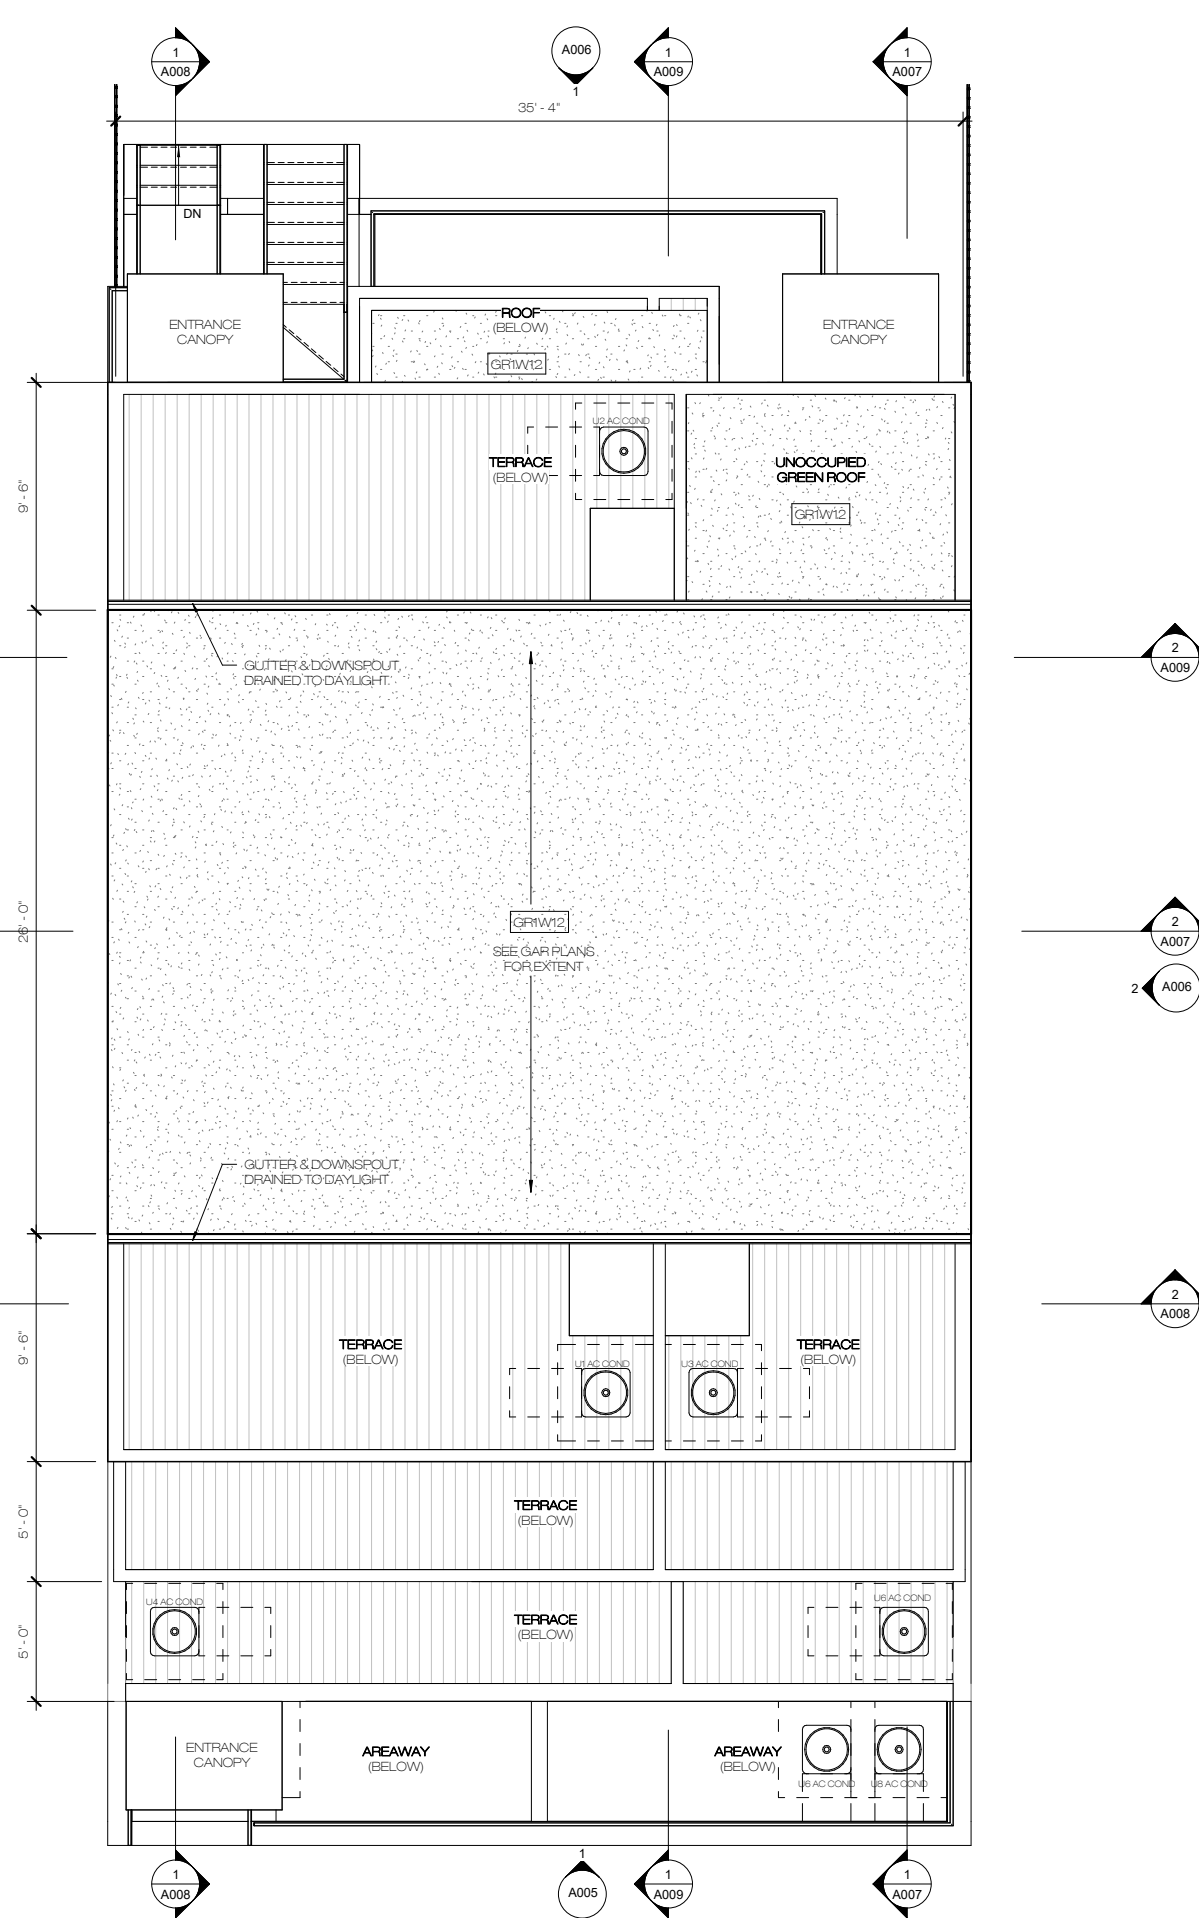 1
A008
A006
1
1
A009
1
A007
35' - 4"
DN
ENTRANCE
CANOPY
ROOF
(BELOW)
GR1W12
ENTRANCE
CANOPY
9' - 6"
U2 AC COND
TERRACE
(BELOW)
UNOCCUPIED
GREEN ROOF
GR1W12
GUTTER & DOWNSPOUT
DRAINED TO DAYLIGHT
2
A009
26' - 0"
GR1W12
SEE GAR PLANS
FOR EXTENT
2
A007
2
A006
GUTTER & DOWNSPOUT
DRAINED TO DAYLIGHT
2
A008
9' - 6"
TERRACE
(BELOW)
U1 AC COND
U3 AC COND
TERRACE
(BELOW)
5' - 0"
TERRACE
(BELOW)
5' - 0"
U4 AC COND
TERRACE
(BELOW)
U6 AC COND
ENTRANCE
CANOPY
AREAWAY
(BELOW)
AREAWAY
(BELOW)
U6 AC COND
U8 AC COND
1
A008
1
A005
1
A009
1
A007